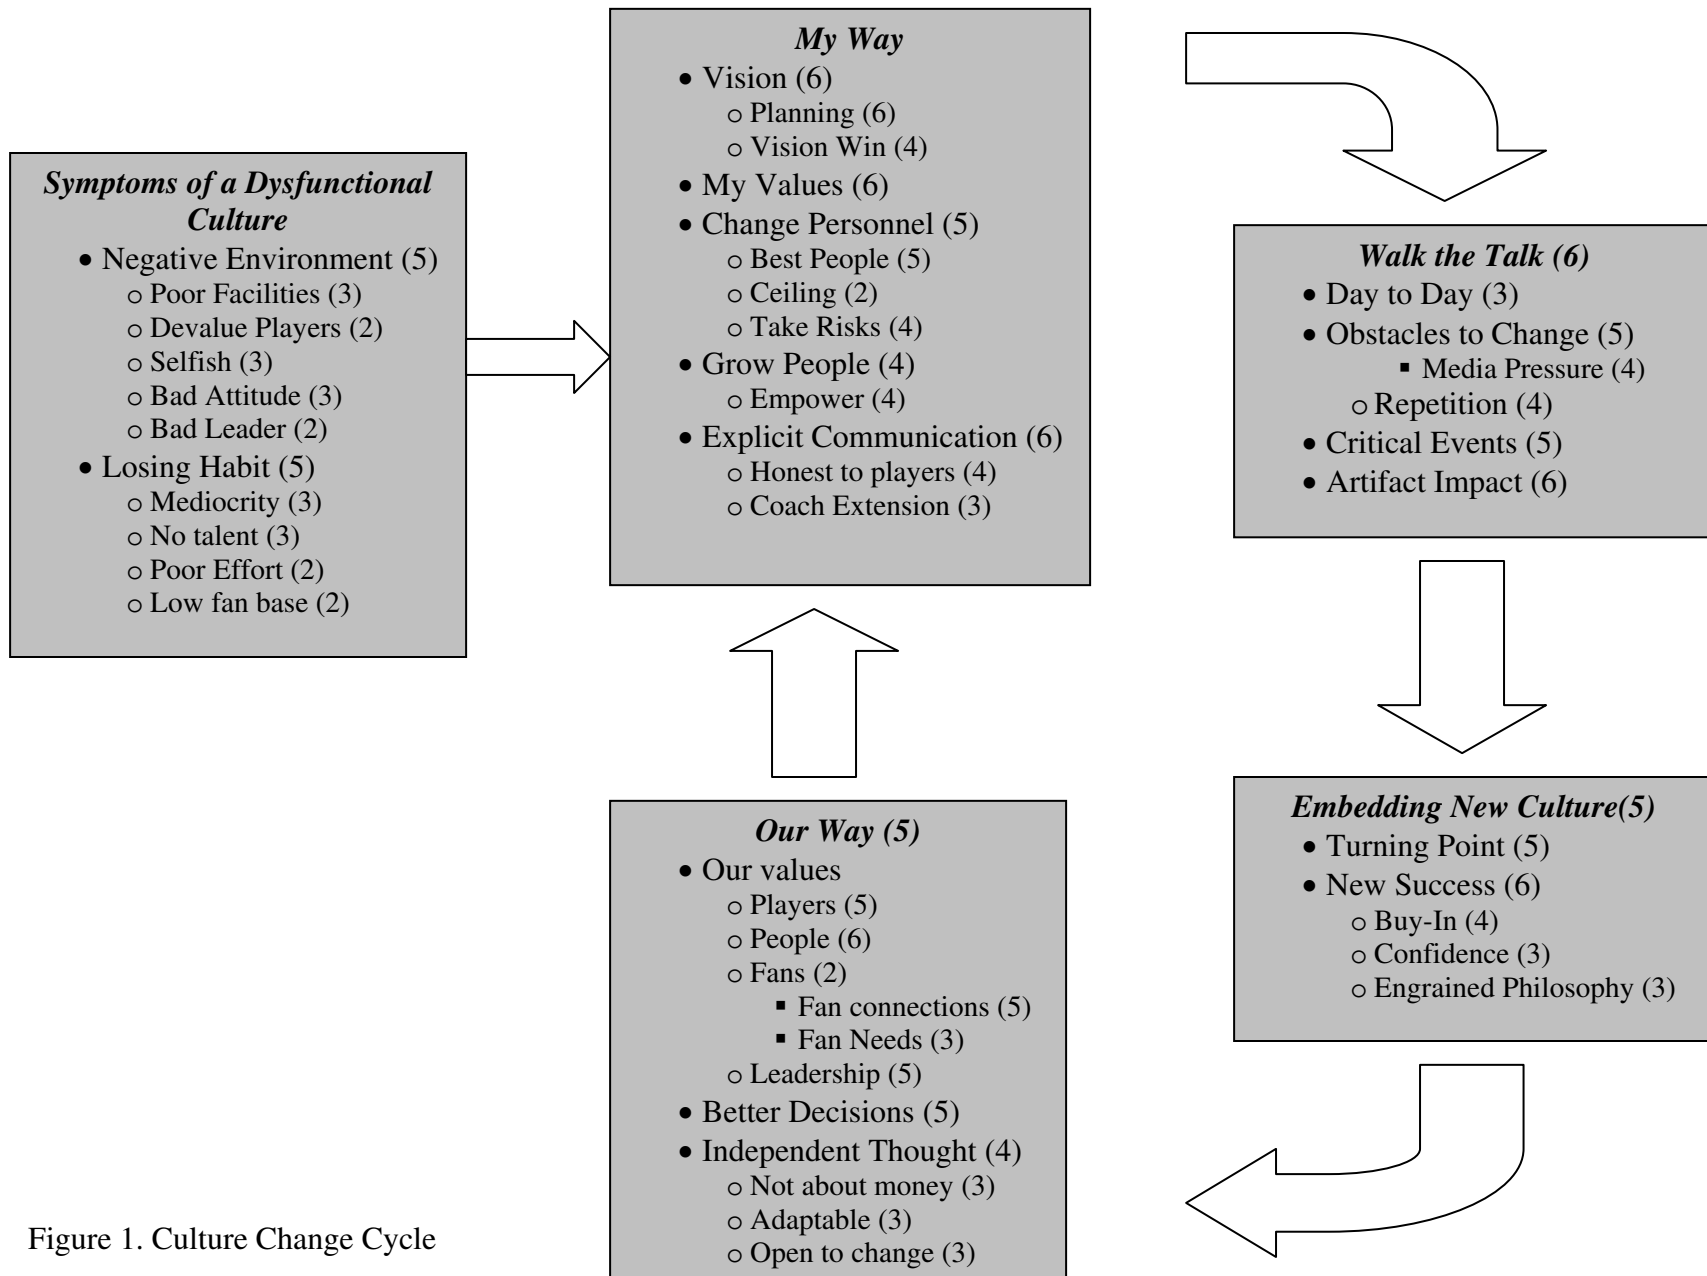 Symptoms of a Dysfunctional
Culture
• Negative Environment (5)
o Poor Facilities (3)
o Devalue Players (2)
o Selfish (3)
o Bad Attitude (3)
o Bad Leader (2)
• Losing Habit (5)
o Mediocrity (3)
o No talent (3)
o Poor Effort (2)
o Low fan base (2)
My Way
• Vision (6)
o Planning (6)
o Vision Win (4)
• My Values (6)
• Change Personnel (5)
o Best People (5)
o Ceiling (2)
o Take Risks (4)
• Grow People (4)
o Empower (4)
• Explicit Communication (6)
o Honest to players (4)
o Coach Extension (3)
Walk the Talk (6)
• Day to Day (3)
• Obstacles to Change (5)
▪ Media Pressure (4)
o Repetition (4)
• Critical Events (5)
• Artifact Impact (6)
Embedding New Culture(5)
• Turning Point (5)
• New Success (6)
o Buy-In (4)
o Confidence (3)
o Engrained Philosophy (3)
Our Way (5)
• Our values
o Players (5)
o People (6)
o Fans (2)
▪ Fan connections (5)
▪ Fan Needs (3)
o Leadership (5)
• Better Decisions (5)
• Independent Thought (4)
o Not about money (3)
o Adaptable (3)
o Open to change (3)
Figure 1. Culture Change Cycle